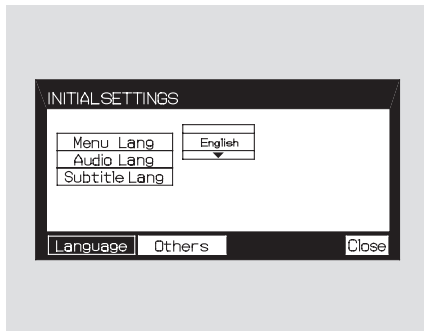 INITIALSETTINGS
Menu Lang
English
Audio Lang
Subtitle Lang
Language Others Close